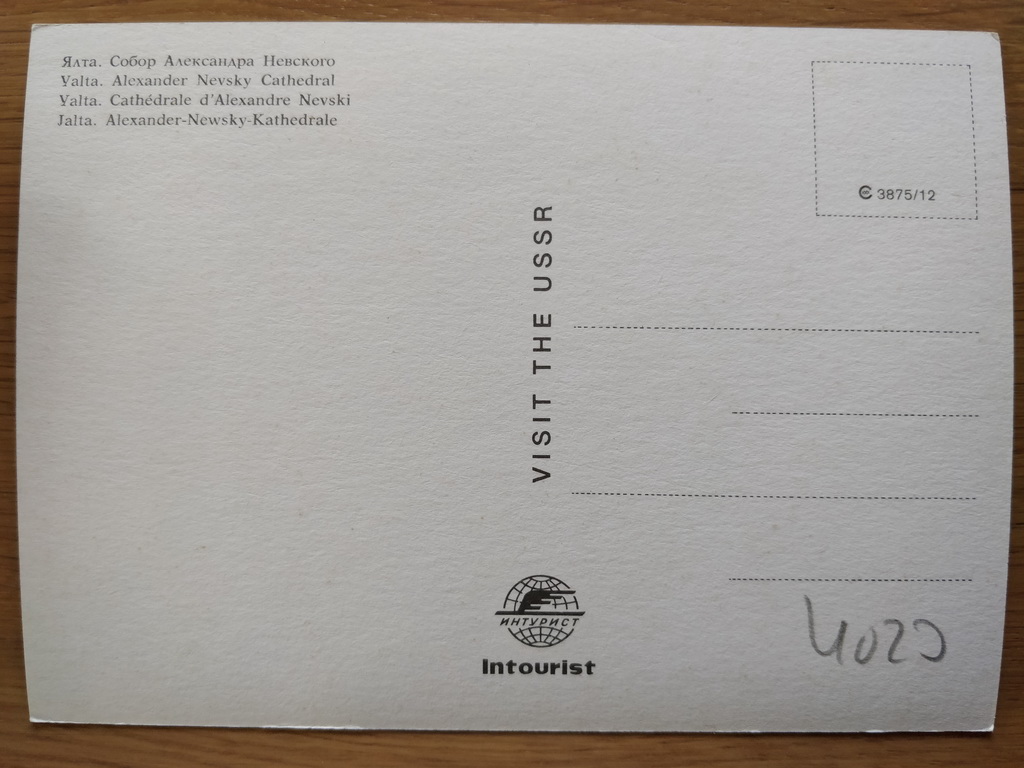 Ялта. Собор Александра Невского
Yalta. Alexander Nevsky Cathedral
Yalta. Cathédrale d'Alexandre Nevski
Jalta. Alexander-Newsky-Kathedrale
3875/12
VISIT THE USSR
ИНТУРИСТ
Intourist